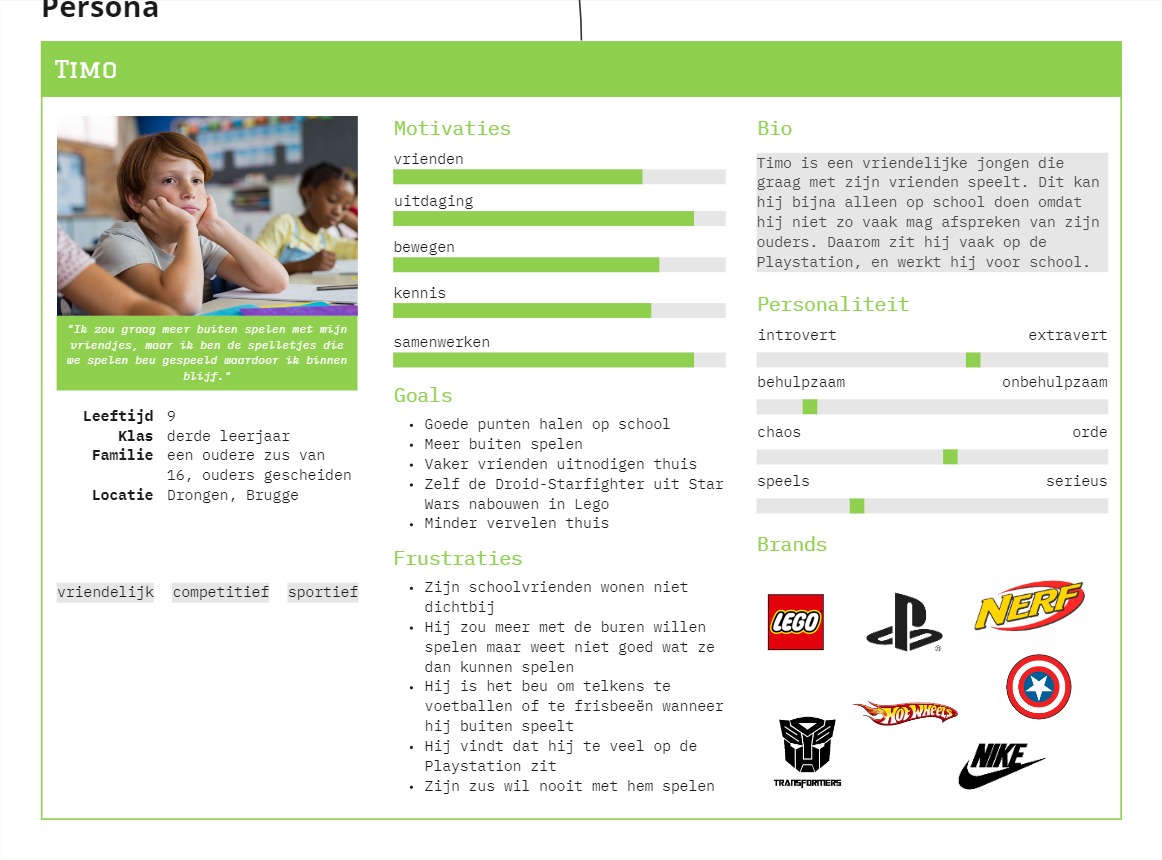 Persona
Timo
"Ik zou graag meer buiten spelen met mijn
vriendjes, maar ik ben de spelletjes die
we spelen beu gespeeld waardoor ik binnen
blijf."
Leeftijd 9
Klas derde leerjaar
Familie een oudere zus van
16, ouders gescheiden
Locatie Drongen, Brugge
vriendelijk competitief sportief
Motivaties
vrienden
uitdaging
bewegen
kennis
samenwerken
Goals
• Goede punten halen op school
• Meer buiten spelen
• Vaker vrienden uitnodigen thuis
• Zelf de Droid-Starfighter uit Star
Wars nabouwen in Lego
• Minder vervelen thuis
Frustraties
• Zijn schoolvrienden wonen niet
dichtbij
• Hij zou meer met de buren willen
spelen maar weet niet goed wat ze
dan kunnen spelen
• Hij is het beu om telkens te
voetballen of te frisbeeën wanneer
hij buiten speelt
• Hij vindt dat hij te veel op de
Playstation zit
• Zijn zus wil nooit met hem spelen
Bio
Timo is een vriendelijke jongen die
graag met zijn vrienden speelt. Dit kan
hij bijna alleen op school doen omdat
hij niet zo vaak mag afspreken van zijn
ouders. Daarom zit hij vaak op de
Playstation, en werkt hij voor school.
Personaliteit
introvert extravert
behulpzaam onbehulpzaam
chaos orde
speels serieus
Brands
LEGO
®
NERF
HOT WHEELS
TRANSFORMERS
NIKE